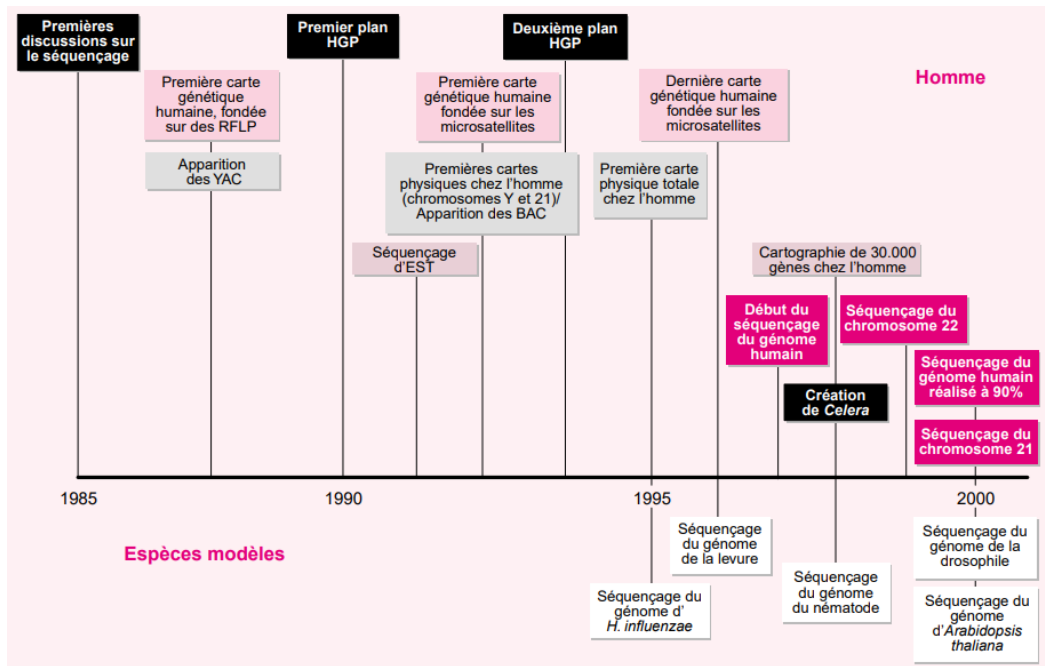 Premières
discussions sur
le séquençage
Premier plan
HGP
Deuxième plan
HGP
Homme
Première carte
génétique
humaine, fondée
sur des RFLP
Première carte
génétique humaine
fondée sur les
microsatellites
Dernière carte
génétique humaine
fondée sur les
microsatellites
Apparition
des YAC
Premières cartes
physiques chez l'homme
(chromosomes Y et 21)/
Apparition des BAC
Première carte
physique totale
chez l'homme
Séquençage
d'EST
Cartographie de 30.000
gènes chez l'homme
Début du
séquençage
du génome
humain
Séquençage du
chromosome 22
Séquençage du
génome humain
réalisé à 90%
Création
de Celera
Séquençage du
chromosome 21
1985
1990
1995
2000
Espèces modèles
Séquençage
du génome
de la levure
Séquençage du
génome de la
drosophile
Séquençage
du génome
du nématode
Séquençage du
génome d'
H. influenzae
Séquençage du
génome
d'Arabidopsis
thaliana